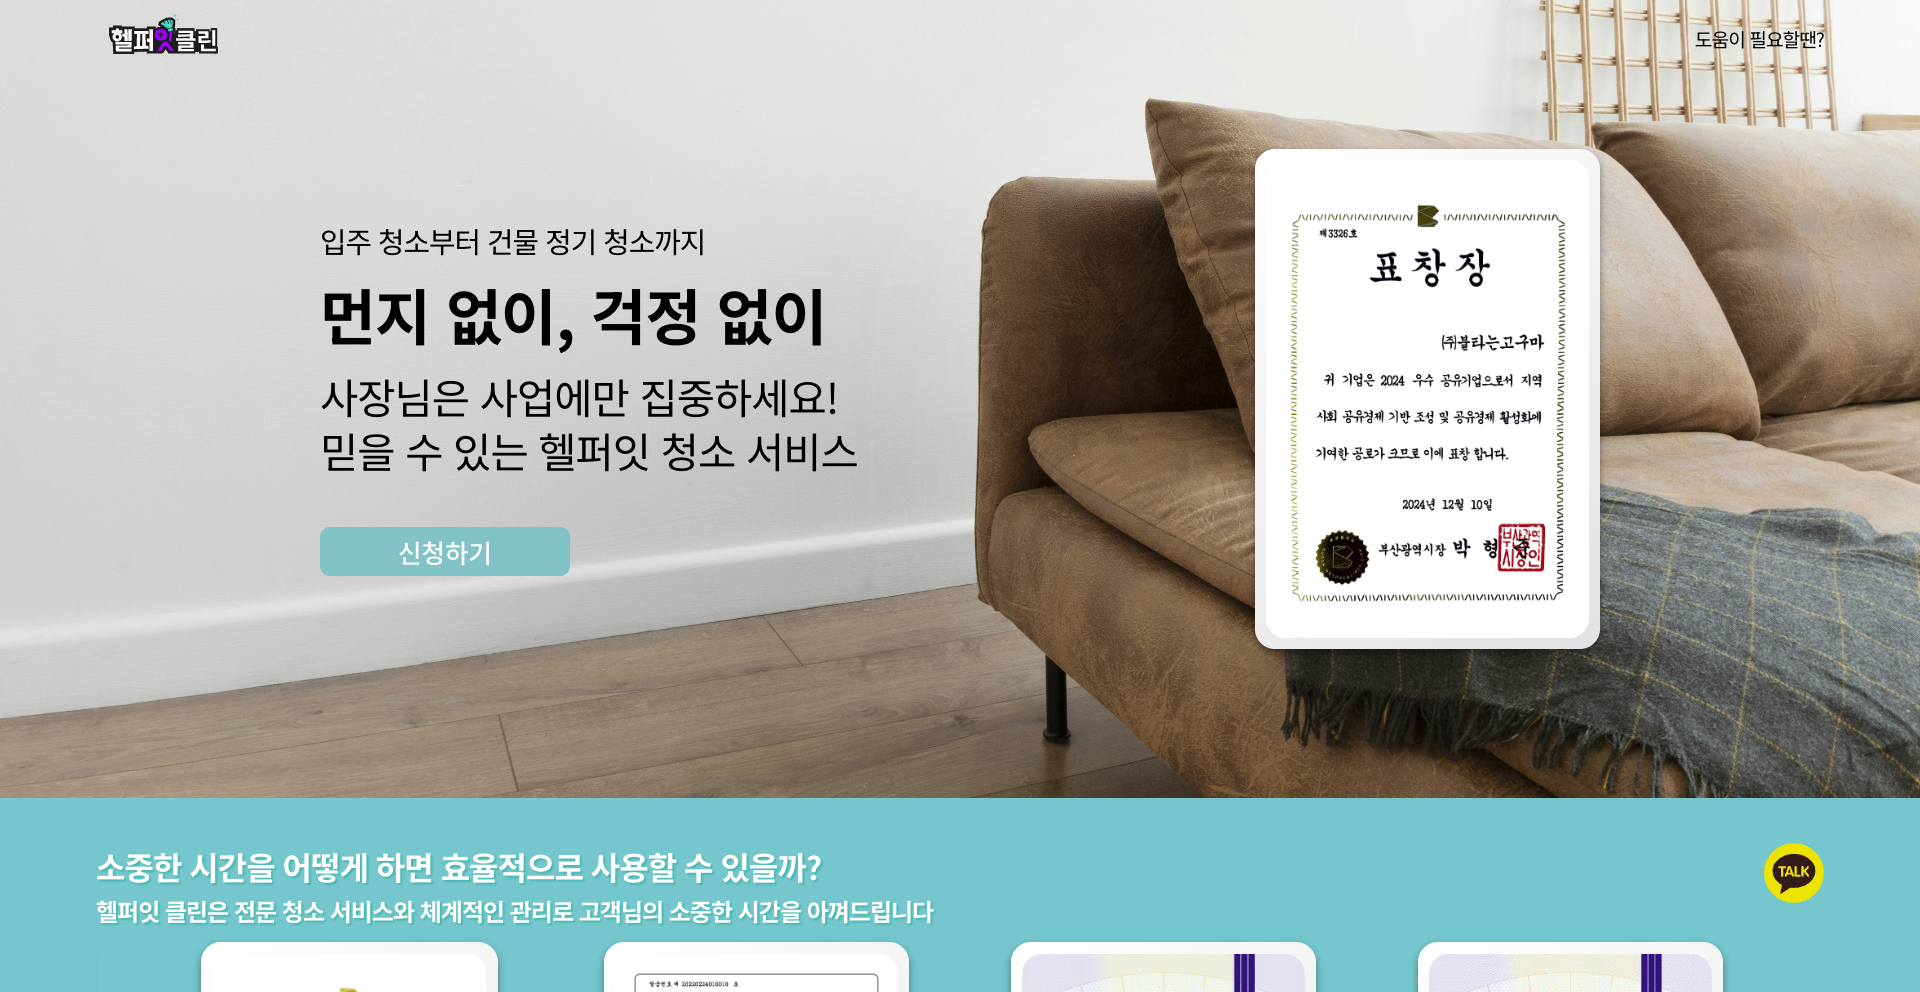 헬퍼잇클린
도움이 필요할땐?
입주 청소부터 건물 정기 청소까지
먼지 없이, 걱정 없이
사장님은 사업에만 집중하세요!
믿을 수 있는 헬퍼잇 청소 서비스
신청하기
제3326호
표창장
㈜불타는고구마
귀 기업은 2024 우수 공유기업으로서 지역
사회 공유경제 기반 조성 및 공유경제 활성화에
기여한 공로가 크므로 이에 표창 합니다.
2024년 12월 10일
부산광역시장 박 형 준
부산광역
시장인
소중한 시간을 어떻게 하면 효율적으로 사용할 수 있을까?
헬퍼잇 클린은 전문 청소 서비스와 체계적인 관리로 고객님의 소중한 시간을 아껴드립니다
TALK
발급번호 제 20220224010010 호